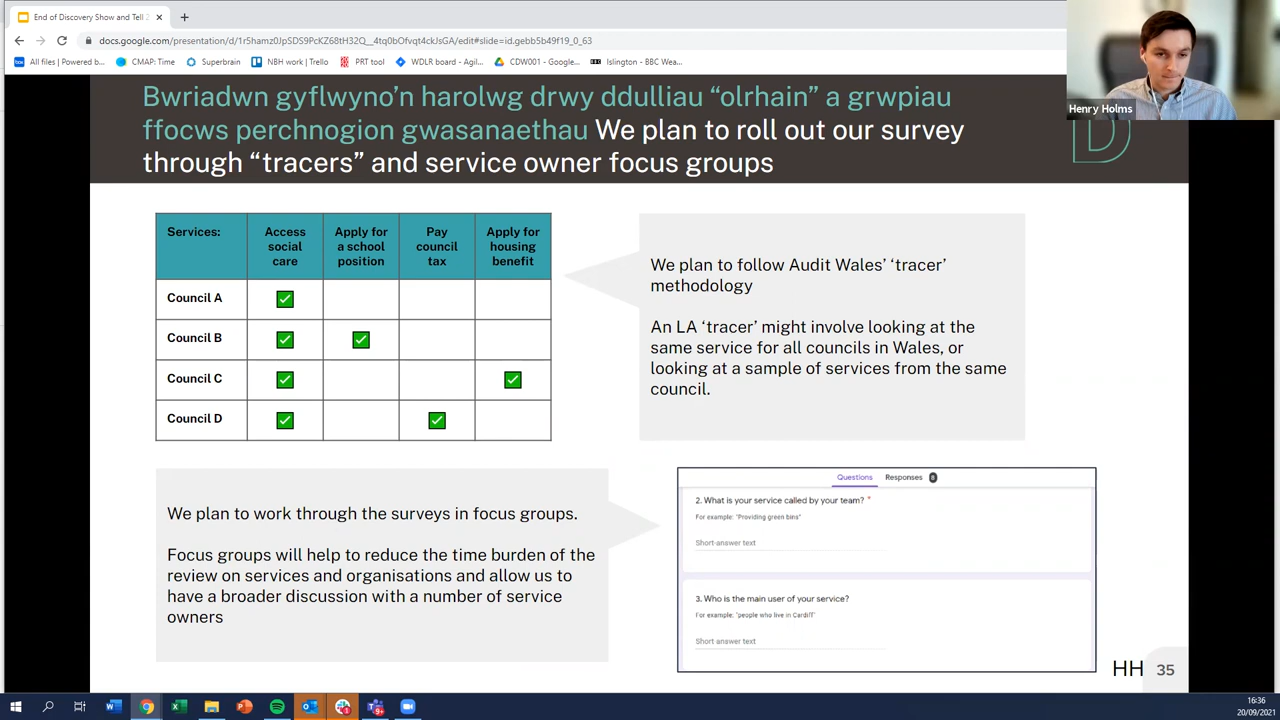 End of Discovery Show and Tell 2
docs.google.com/presentation/d/1r5hamz0JpSDS9PcKZ68tH32Q__4tq0bOfvqt4ckJsGA/edit#slide=id.gebb5b49f19_0_63
All files | Powered b...
CMAP: Time
Superbrain
NBH work | Trello
PRT tool
WDLR board - Agil...
CDW001 - Google...
Islington - BBC Wea...
Henry Holms
Bwriadwn gyflwyno’n harolwg drwy ddulliau “olrhain” a grwpiau
ffocws perchnogion gwasanaethau We plan to roll out our survey
through “tracers” and service owner focus groups
D
Services: Access social care Apply for a school position Pay council tax Apply for housing benefit
Council A
Council B
Council C
Council D
We plan to follow Audit Wales’ ‘tracer’
methodology
An LA ‘tracer’ might involve looking at the
same service for all councils in Wales, or
looking at a sample of services from the same
council.
We plan to work through the surveys in focus groups.
Focus groups will help to reduce the time burden of the
review on services and organisations and allow us to
have a broader discussion with a number of service
owners
Questions Responses 8
2. What is your service called by your team? *
For example: "Providing green bins"
Short-answer text
3. Who is the main user of your service?
For example: "people who live in Cardiff"
Short answer text
HH 35
16:36
20/09/2021